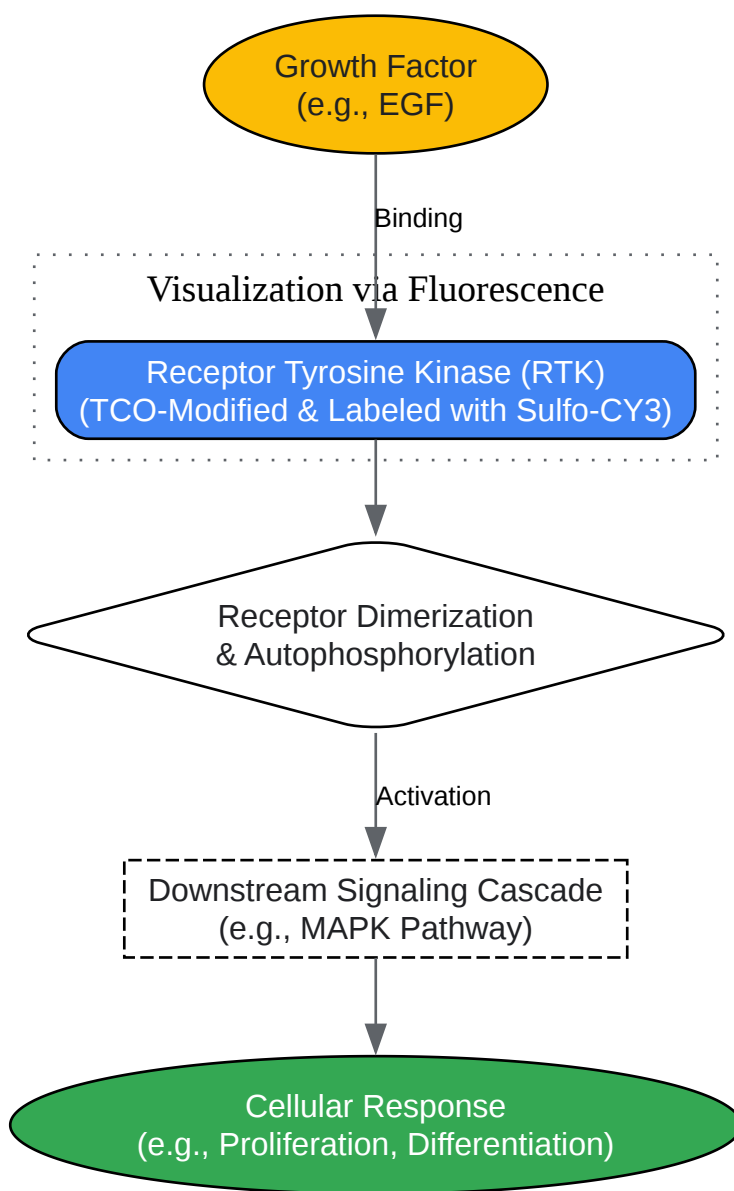 Growth Factor
(e.g., EGF)
Binding
Visualization via Fluorescence
Receptor Tyrosine Kinase (RTK)
(TCO-Modified & Labeled with Sulfo-CY3)
Receptor Dimerization
& Autophosphorylation
Activation
Downstream Signaling Cascade
(e.g., MAPK Pathway)
Cellular Response
(e.g., Proliferation, Differentiation)